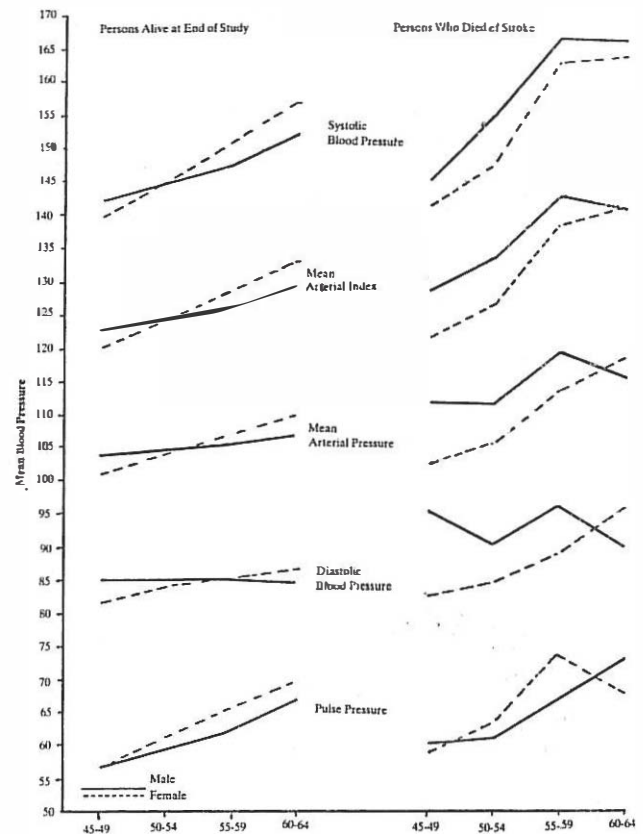 Persons Alive at End of Study
Persons Who Died of Stroke
170
165
160
155
150
145
140
135
130
125
120
115
110
105
100
95
90
85
80
70
65
60
55
50
Mean Blood Pressure
Systolic
Blood Pressure
Mean
Arterial Index
Mean
Arterial Pressure
Diastolic
Blood Pressure
Pulse Pressure
Male
Female
45-49 50-54 55-59 60-64
45-49 50-54 55-59 60-64